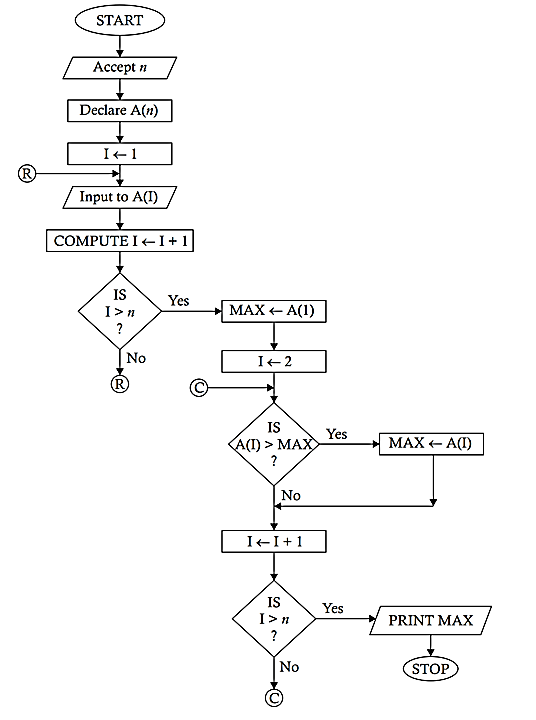 START
Accept n
Declare A(n)
I ← 1
R
Input to A(I)
COMPUTE I ← I + 1
IS
I > n
?
Yes
No
R
MAX ← A(1)
I ← 2
C
IS
A(I) > MAX
?
Yes
MAX ← A(I)
No
I ← I + 1
IS
I > n
?
Yes
PRINT MAX
STOP
No
C